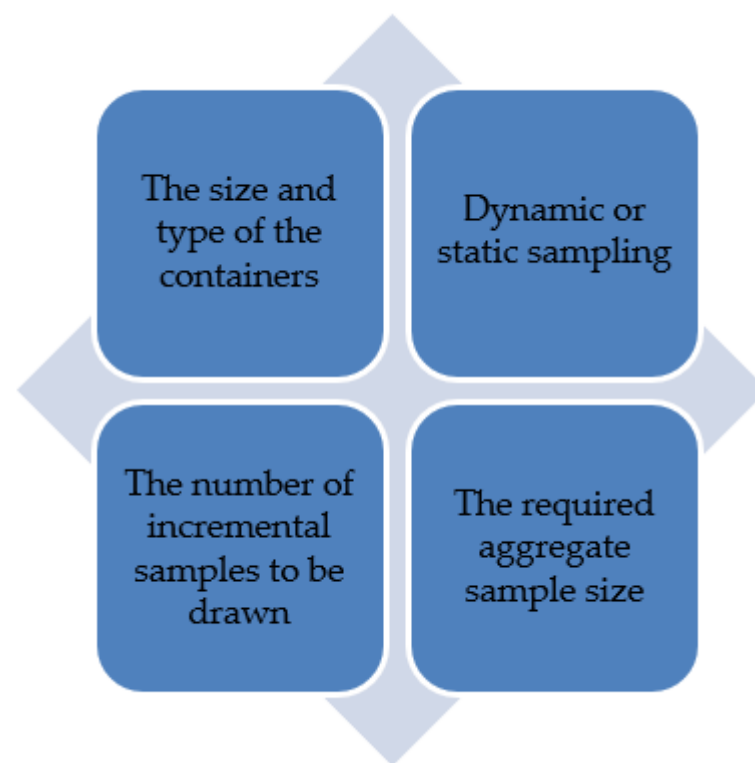 The size and
type of the
containers
Dynamic or
static sampling
The number of
incremental
samples to be
drawn
The required
aggregate
sample size